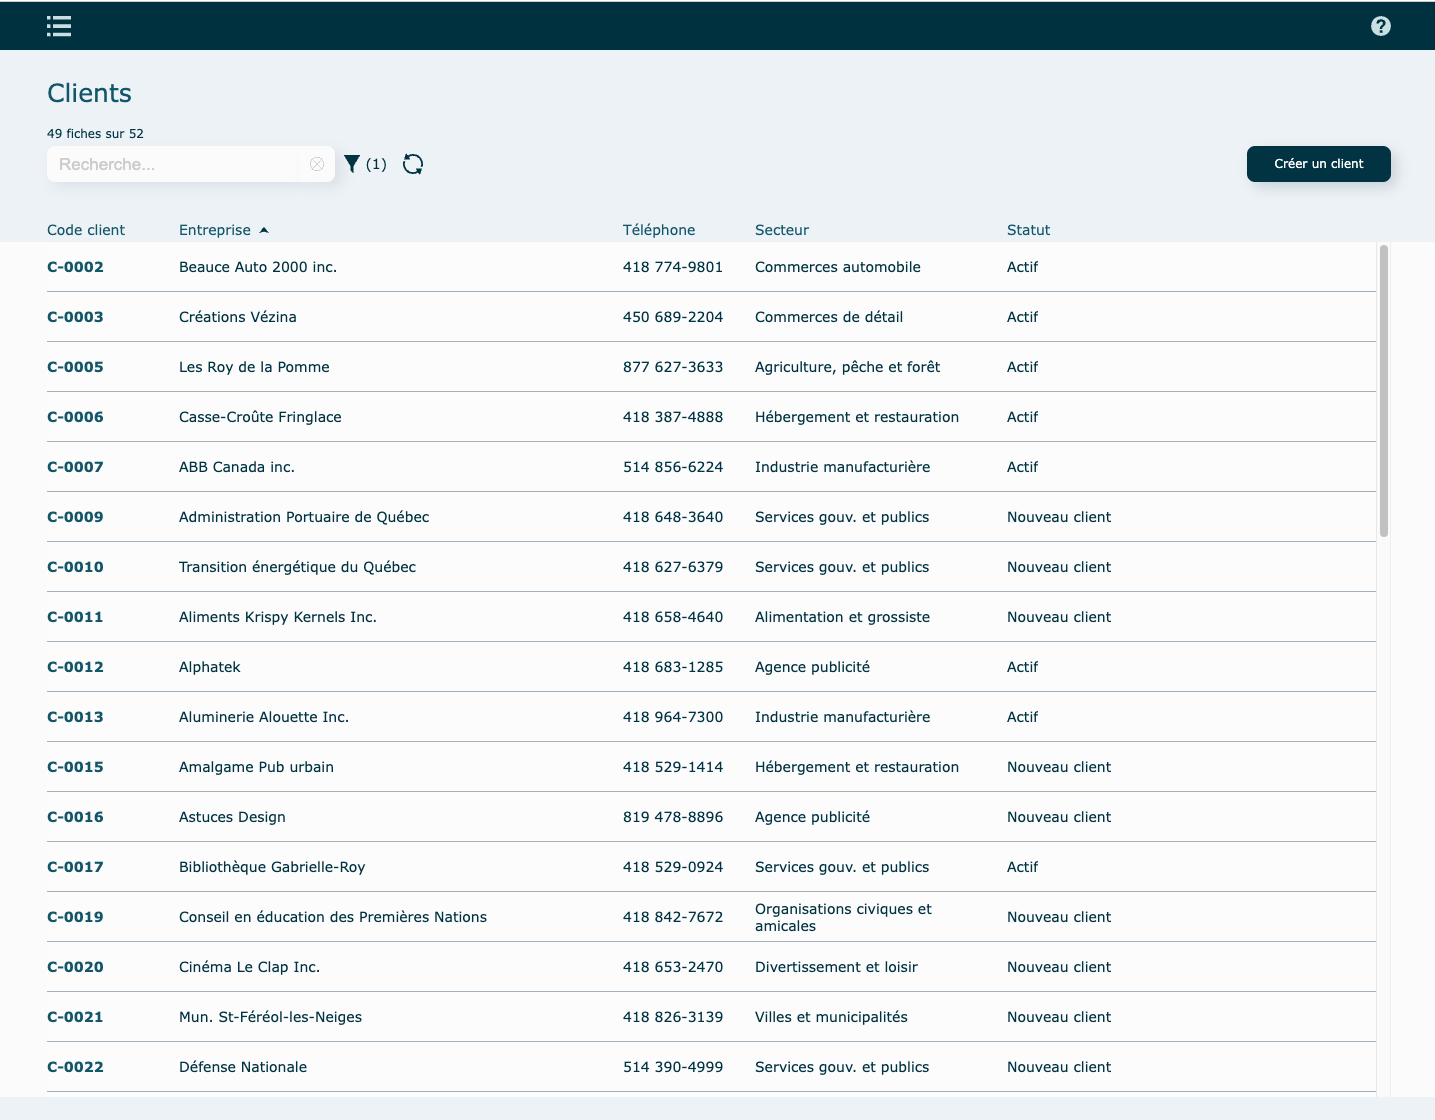 Clients
49 fiches sur 52
Recherche...
(1)
Créer un client
Code client Entreprise Téléphone Secteur Statut
C-0002 Beauce Auto 2000 inc. 418 774-9801 Commerces automobile Actif
C-0003 Créations Vézina 450 689-2204 Commerces de détail Actif
C-0005 Les Roy de la Pomme 877 627-3633 Agriculture, pêche et forêt Actif
C-0006 Casse-Croûte Fringlace 418 387-4888 Hébergement et restauration Actif
C-0007 ABB Canada inc. 514 856-6224 Industrie manufacturière Actif
C-0009 Administration Portuaire de Québec 418 648-3640 Services gouv. et publics Nouveau client
C-0010 Transition énergétique du Québec 418 627-6379 Services gouv. et publics Nouveau client
C-0011 Aliments Krispy Kernels Inc. 418 658-4640 Alimentation et grossiste Nouveau client
C-0012 Alphatek 418 683-1285 Agence publicité Actif
C-0013 Aluminerie Alouette Inc. 418 964-7300 Industrie manufacturière Actif
C-0015 Amalgame Pub urbain 418 529-1414 Hébergement et restauration Nouveau client
C-0016 Astuces Design 819 478-8896 Agence publicité Nouveau client
C-0017 Bibliothèque Gabrielle-Roy 418 529-0924 Services gouv. et publics Actif
C-0019 Conseil en éducation des Premières Nations 418 842-7672 Organisations civiques et amicales Nouveau client
C-0020 Cinéma Le Clap Inc. 418 653-2470 Divertissement et loisir Nouveau client
C-0021 Mun. St-Féréol-les-Neiges 418 826-3139 Villes et municipalités Nouveau client
C-0022 Défense Nationale 514 390-4999 Services gouv. et publics Nouveau client